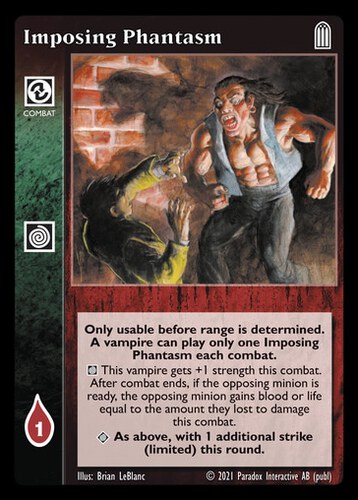 Imposing Phantasm
COMBAT
Only usable before range is determined.
A vampire can play only one Imposing
Phantasm each combat.
This vampire gets +1 strength this combat.
After combat ends, if the opposing minion is
ready, the opposing minion gains blood or life
equal to the amount they lost to damage
this combat.
As above, with 1 additional strike
(limited) this round.
1
Illus: Brian LeBlanc © 2021 Paradox Interactive AB (publ)